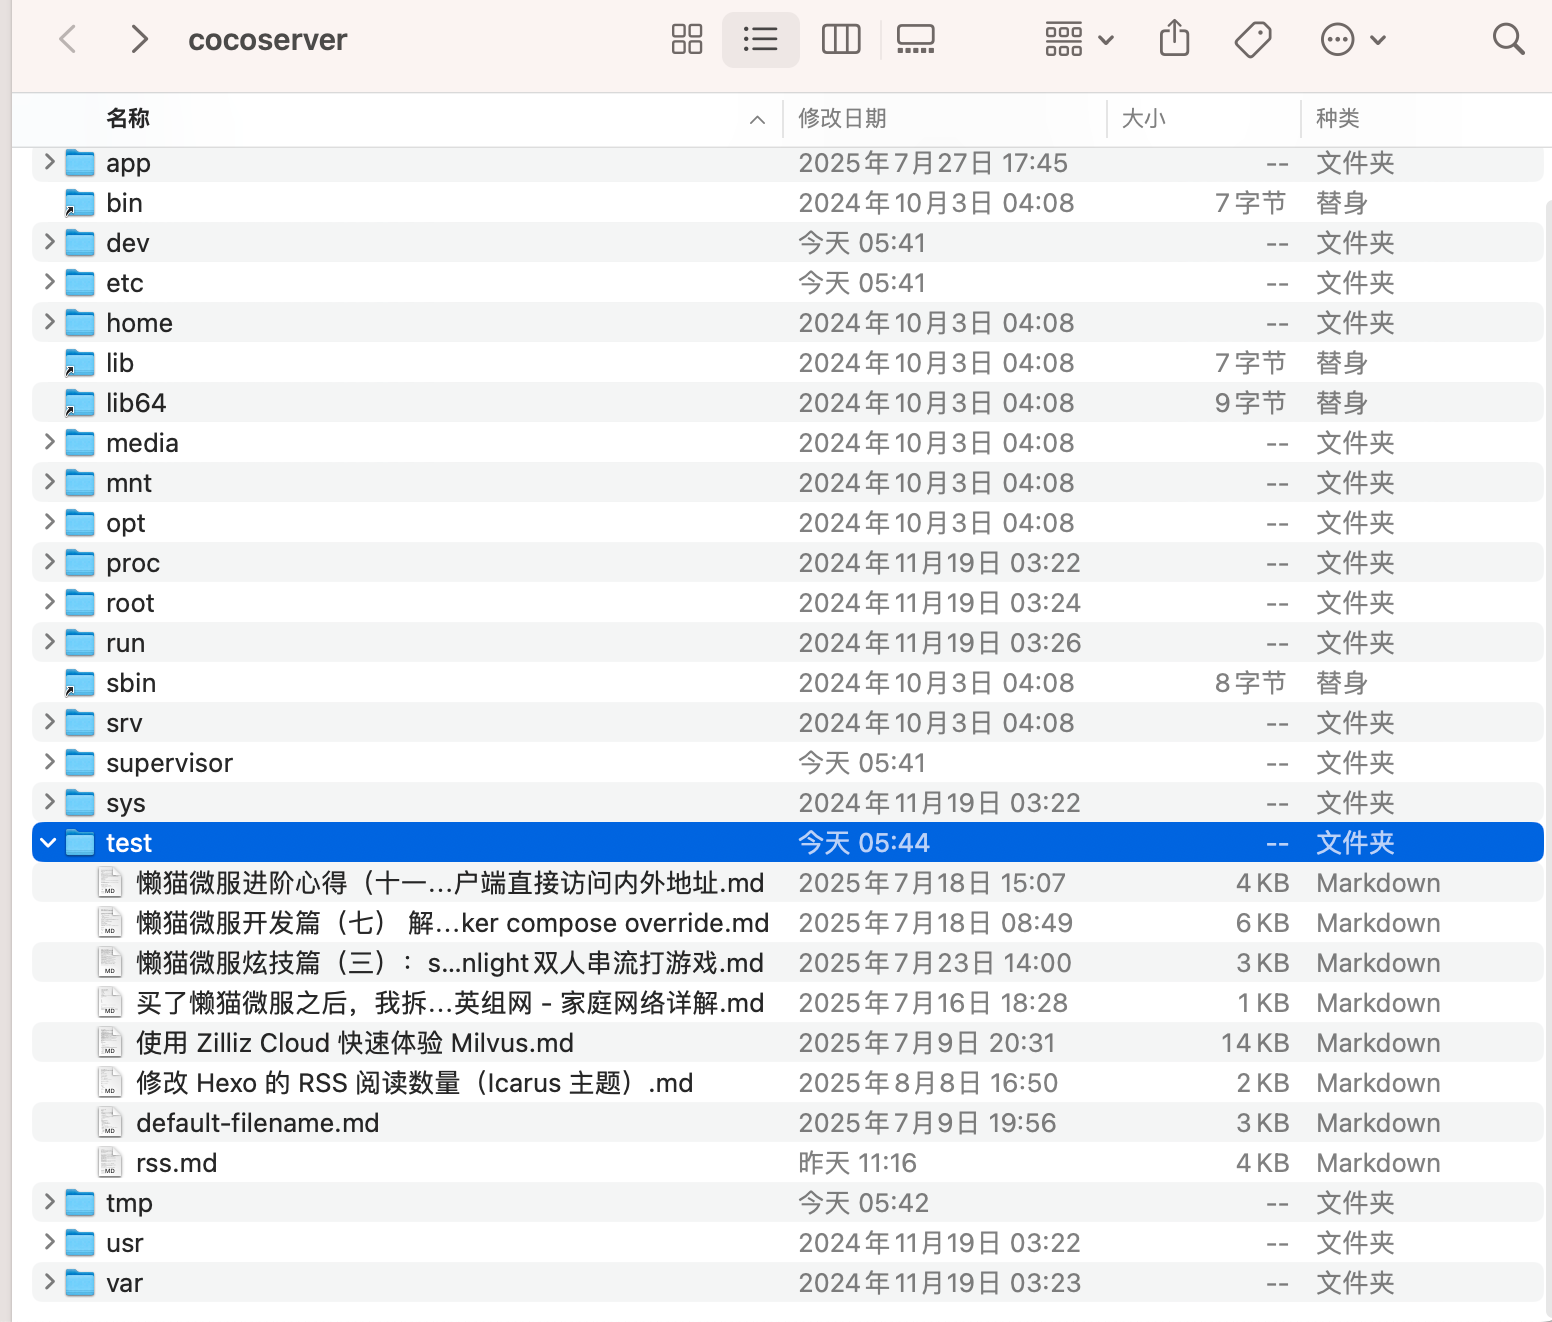 cocoserver
名称 修改日期 大小 种类
app 2025年7月27日 17:45 -- 文件夹
bin 2024年10月3日 04:08 7字节 替身
dev 今天 05:41 -- 文件夹
etc 今天 05:41 -- 文件夹
home 2024年10月3日 04:08 -- 文件夹
lib 2024年10月3日 04:08 7字节 替身
lib64 2024年10月3日 04:08 9字节 替身
media 2024年10月3日 04:08 -- 文件夹
mnt 2024年10月3日 04:08 -- 文件夹
opt 2024年10月3日 04:08 -- 文件夹
proc 2024年11月19日 03:22 -- 文件夹
root 2024年11月19日 03:24 -- 文件夹
run 2024年11月19日 03:26 -- 文件夹
sbin 2024年10月3日 04:08 8字节 替身
srv 2024年10月3日 04:08 -- 文件夹
supervisor 今天 05:41 -- 文件夹
sys 2024年11月19日 03:22 -- 文件夹
test 今天 05:44 -- 文件夹
MD 懒猫微服进阶心得（十一…户端直接访问内外地址.md 2025年7月18日 15:07 4 KB Markdown
MD 懒猫微服开发篇（七） 解…ker compose override.md 2025年7月18日 08:49 6 KB Markdown
MD 懒猫微服炫技篇（三）：s…nlight双人串流打游戏.md 2025年7月23日 14:00 3 KB Markdown
MD 买了懒猫微服之后，我拆…英组网 - 家庭网络详解.md 2025年7月16日 18:28 1 KB Markdown
MD 使用 Zilliz Cloud 快速体验 Milvus.md 2025年7月9日 20:31 14 KB Markdown
MD 修改 Hexo 的 RSS 阅读数量（Icarus 主题）.md 2025年8月8日 16:50 2 KB Markdown
MD default-filename.md 2025年7月9日 19:56 3 KB Markdown
MD rss.md 昨天 11:16 4 KB Markdown
tmp 今天 05:42 -- 文件夹
usr 2024年11月19日 03:22 -- 文件夹
var 2024年11月19日 03:23 -- 文件夹